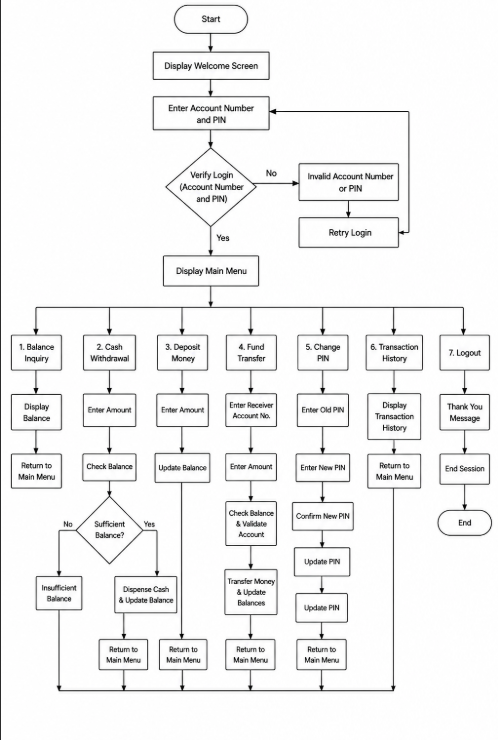 Start
Display Welcome Screen
Enter Account Number
and PIN
Verify Login
(Account Number
and PIN)
No
Invalid Account Number
or PIN
Retry Login
Yes
Display Main Menu
1. Balance
Inquiry
2. Cash
Withdrawal
3. Deposit
Money
4. Fund
Transfer
5. Change
PIN
6. Transaction
History
7. Logout
Display
Balance
Enter Amount
Enter Amount
Enter Receiver
Account No.
Enter Old PIN
Display
Transaction
History
Thank You
Message
Return to
Main Menu
Check Balance
Update Balance
Enter Amount
Enter New PIN
Return to
Main Menu
End Session
No
Sufficient
Balance?
Yes
Check Balance
& Validate
Account
Confirm New PIN
End
Update PIN
Insufficient
Balance
Dispense Cash
& Update Balance
Transfer Money
& Update
Balances
Update PIN
Return to
Main Menu
Return to
Main Menu
Return to
Main Menu
Return to
Main Menu